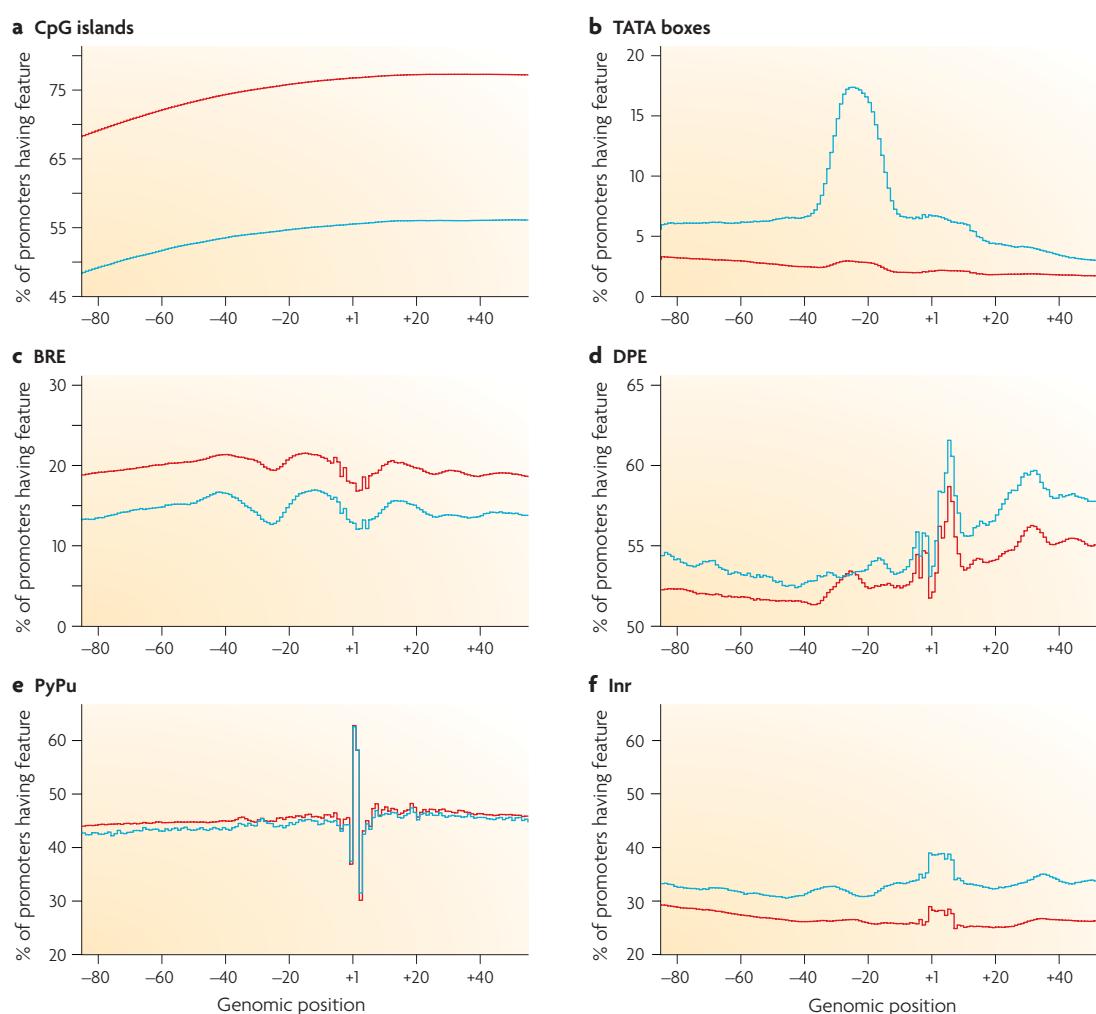 a CpG islands
% of promoters having feature
75
65
55
45
–80 –60 –40 –20 +1 +20 +40
b TATA boxes
% of promoters having feature
20
15
10
5
0
–80 –60 –40 –20 +1 +20 +40
c BRE
% of promoters having feature
30
20
10
0
–80 –60 –40 –20 +1 +20 +40
d DPE
% of promoters having feature
65
60
55
50
–80 –60 –40 –20 +1 +20 +40
e PyPu
% of promoters having feature
60
50
40
30
20
–80 –60 –40 –20 +1 +20 +40
Genomic position
f Inr
% of promoters having feature
60
50
40
30
20
–80 –60 –40 –20 +1 +20 +40
Genomic position